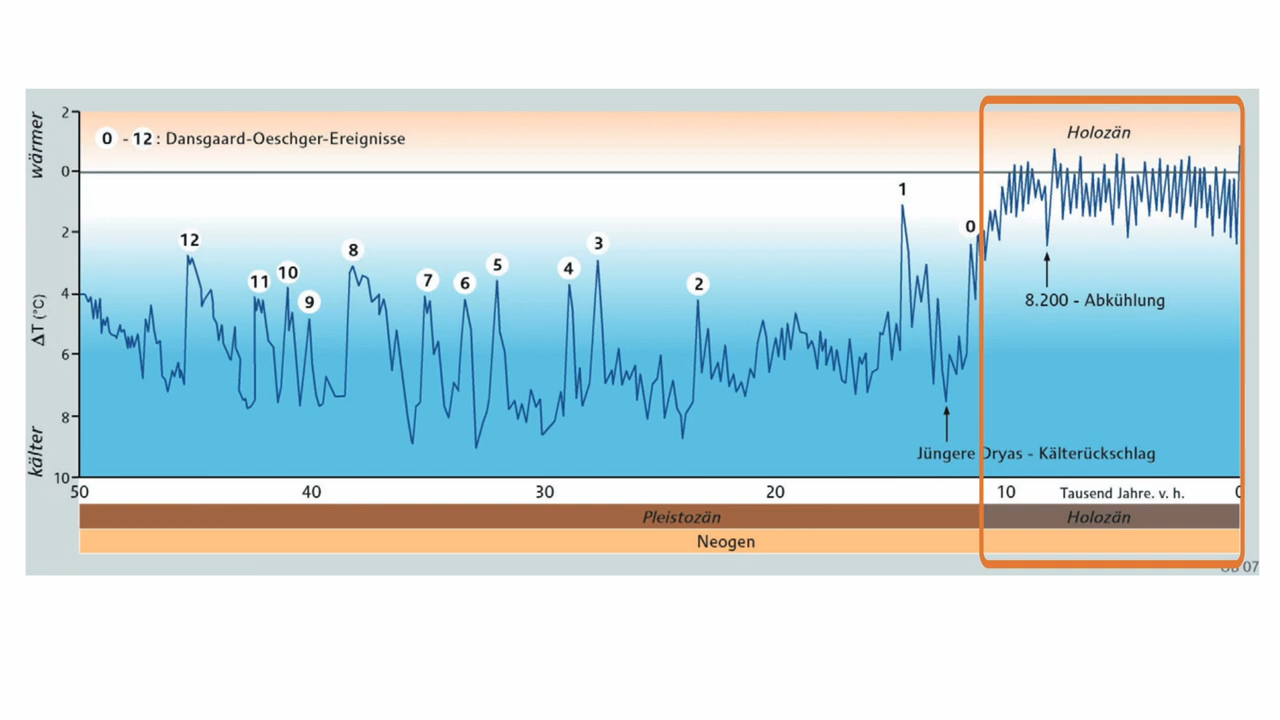 wärmer
kälter
ΔT (°C)
2
0
2
4
6
8
10
0 - 12 : Dansgaard-Oeschger-Ereignisse
Holozän
12
11
10
9
8
7
6
5
4
3
2
1
0
8.200 - Abkühlung
Jüngere Dryas - Kälterückschlag
50
40
30
20
10
Tausend Jahre. v. h.
0
Pleistozän
Holozän
Neogen
07